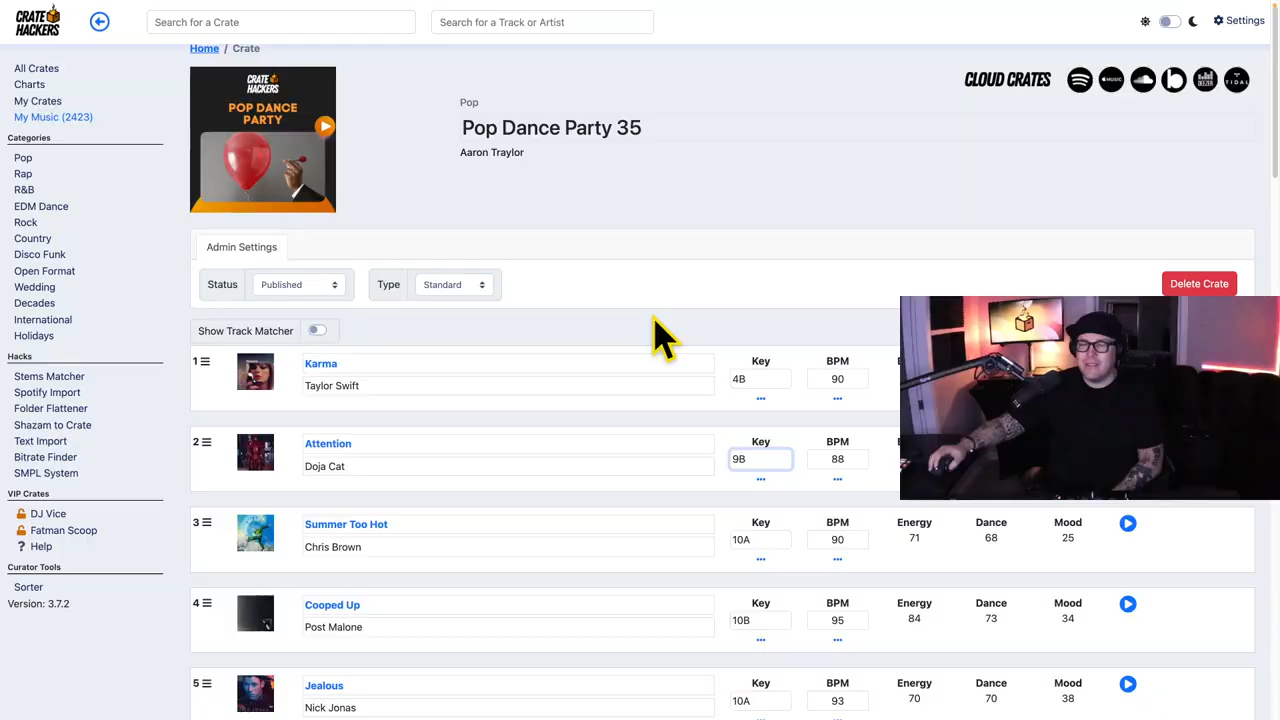 CRATE
HACKERS
Search for a Crate
Search for a Track or Artist
Settings
Home / Crate
All Crates
Charts
My Crates
My Music (2423)
Categories
Pop
Rap
R&B
EDM Dance
Rock
Country
Disco Funk
Open Format
Wedding
Decades
International
Holidays
Hacks
Stems Matcher
Spotify Import
Folder Flattener
Shazam to Crate
Text Import
Bitrate Finder
SMPL System
VIP Crates
DJ Vice
Fatman Scoop
? Help
Curator Tools
Sorter
Version: 3.7.2
CRATE
HACKERS
POP DANCE
PARTY
Pop
Pop Dance Party 35
Aaron Traylor
CLOUD CRATES
MUSIC
DEEZER
TIDAL
Admin Settings
Status Published
Type Standard
Delete Crate
Show Track Matcher
1 Karma Key BPM
Taylor Swift 4B 90
2 Attention Key BPM
Doja Cat 9B 88
3 Summer Too Hot Key BPM Energy Dance Mood
Chris Brown 10A 90 71 68 25
4 Cooped Up Key BPM Energy Dance Mood
Post Malone 10B 95 84 73 34
5 Jealous Key BPM Energy Dance Mood
Nick Jonas 10A 93 70 70 38